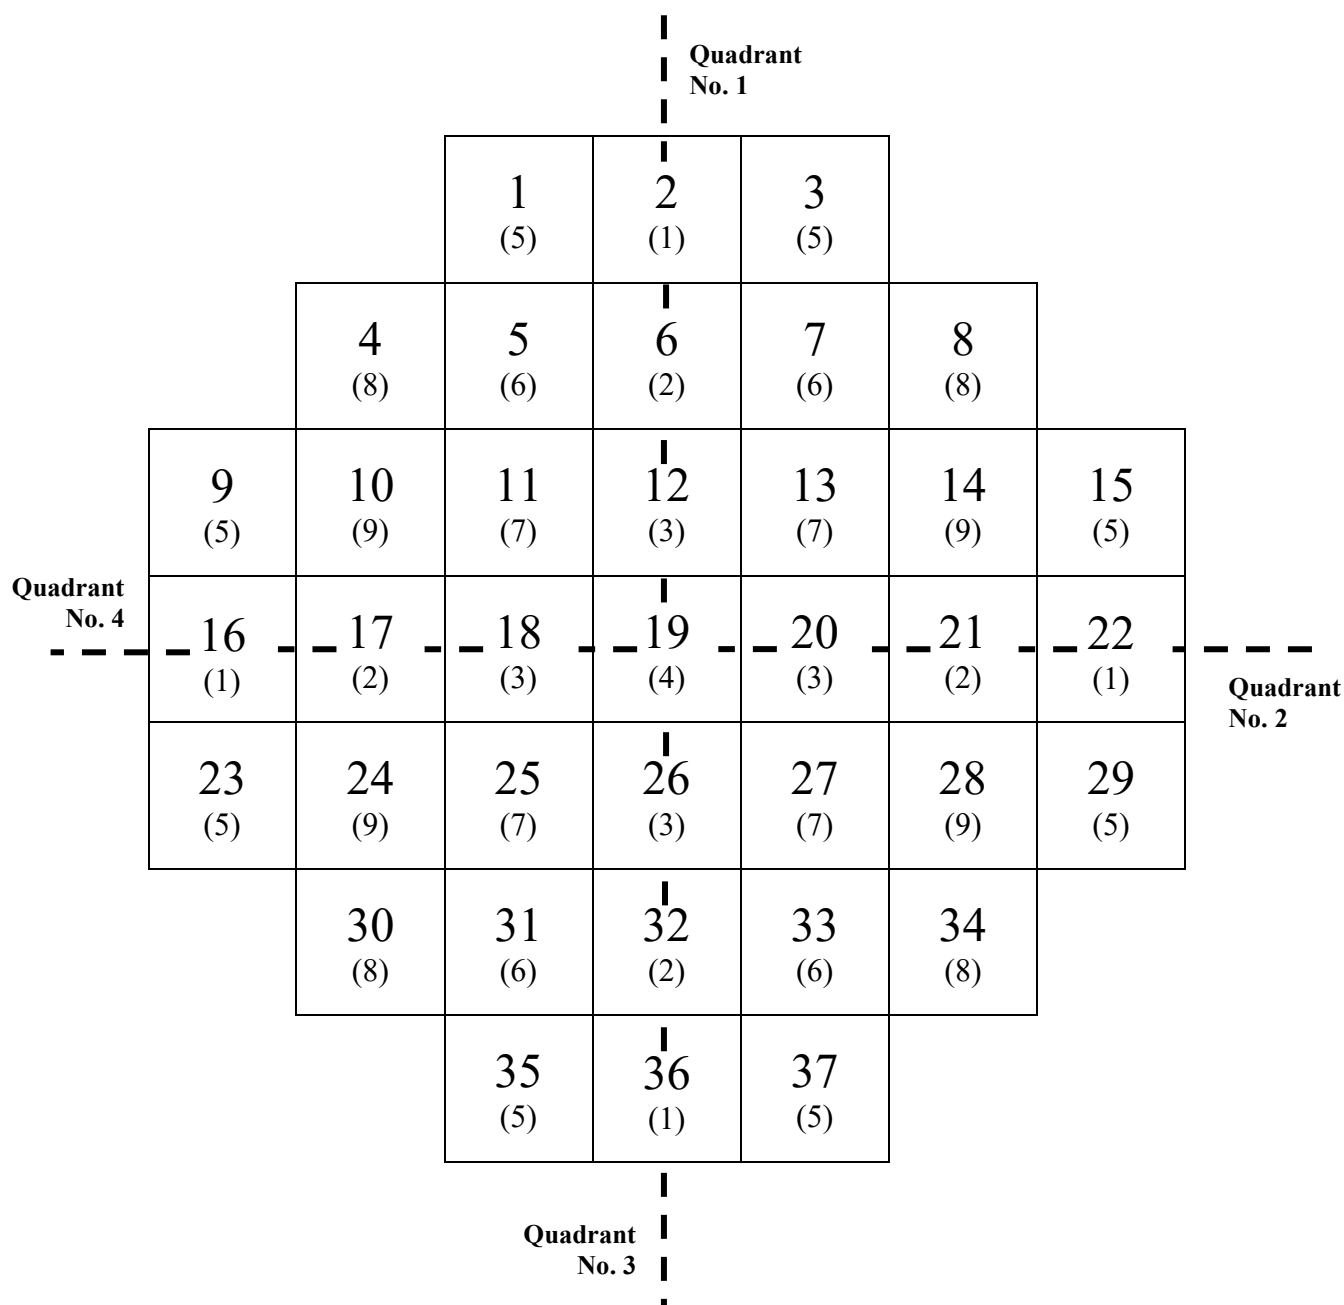 Quadrant
No. 1
1 2 3
(5) (1) (5)
4 5 6 7 8
(8) (6) (2) (6) (8)
9 10 11 12 13 14 15
(5) (9) (7) (3) (7) (9) (5)
Quadrant
No. 4
16 17 18 19 20 21 22
(1) (2) (3) (4) (3) (2) (1)
Quadrant
No. 2
23 24 25 26 27 28 29
(5) (9) (7) (3) (7) (9) (5)
30 31 32 33 34
(8) (6) (2) (6) (8)
35 36 37
(5) (1) (5)
Quadrant
No. 3